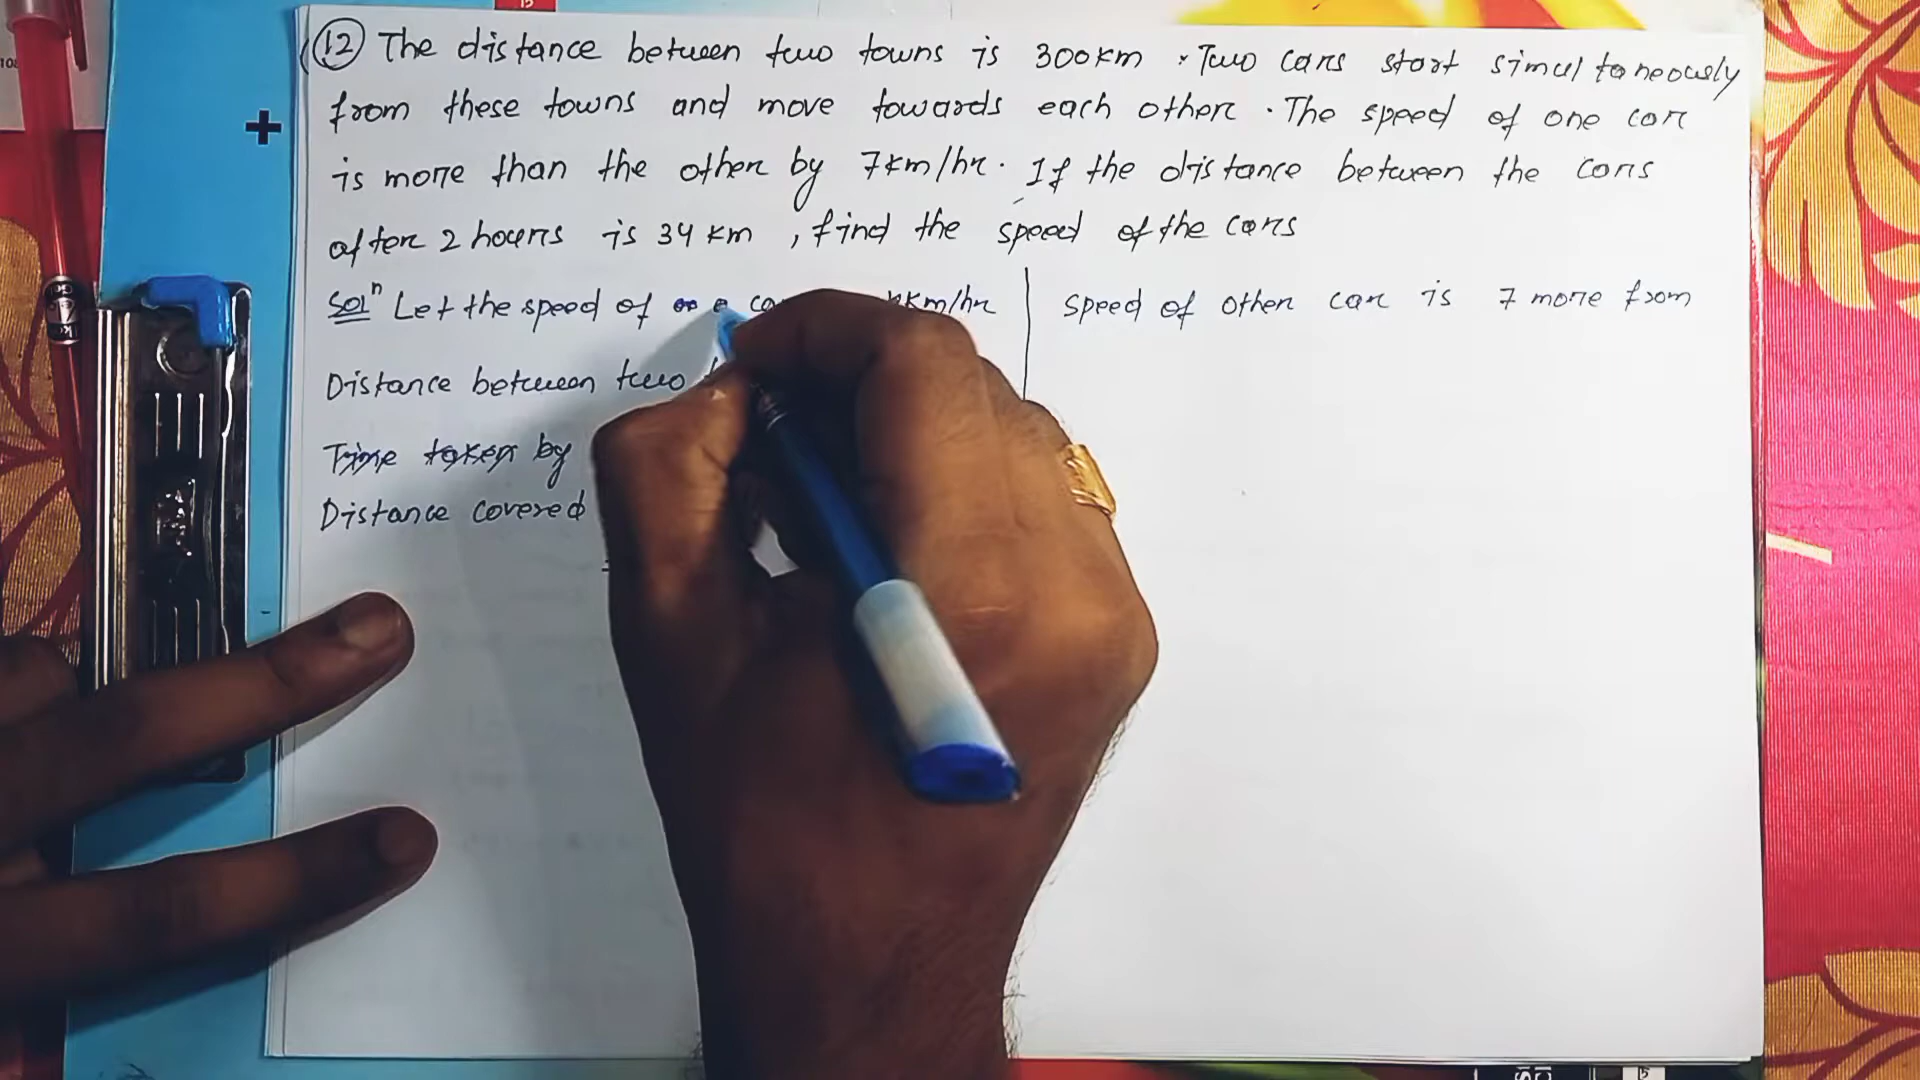 12 The distance between two towns is 300km. Two cars start simultaneously
from these towns and move towards each other. The speed of one car
is more than the other by 7km/hr. If the distance between the cars
after 2 hours is 34 km, find the speed of the cars
Solⁿ Let the speed of km/hr
Distance between two
Time taken by
Distance covered
speed of other car is 7 more from